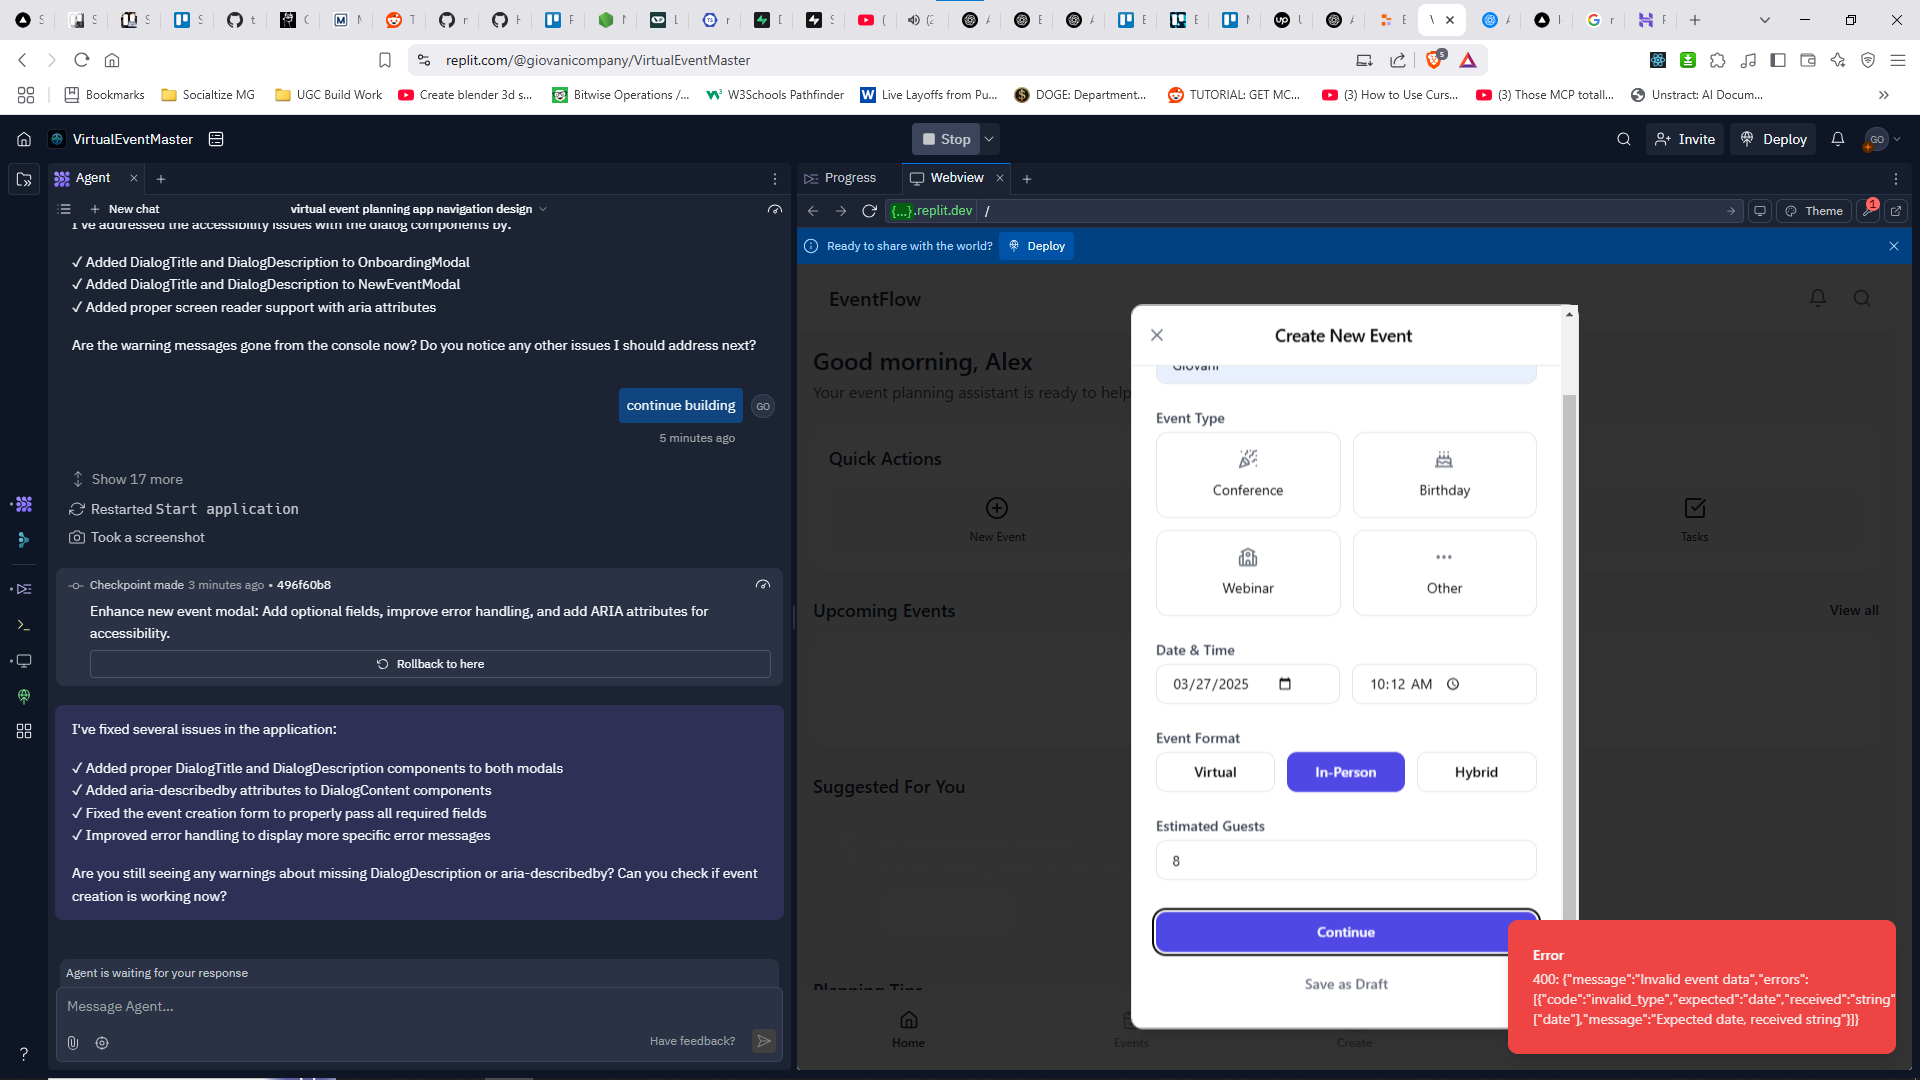 replit.com/@giovanicompany/VirtualEventMaster
5
Bookmarks
Socialtize MG
UGC Build Work
Create blender 3d s...
Bitwise Operations /...
W3Schools Pathfinder
Live Layoffs from Pu...
DOGE: Department...
TUTORIAL: GET MC...
(3) How to Use Curs...
(3) Those MCP totall...
Unstract: AI Docum...
VirtualEventMaster
Stop
Invite
Deploy
GO
Agent
Progress
Webview
New chat
virtual event planning app navigation design
{...}.replit.dev
/
Theme
1
I've addressed the accessibility issues with the dialog components by:
Ready to share with the world?
Deploy
✓ Added DialogTitle and DialogDescription to OnboardingModal
✓ Added DialogTitle and DialogDescription to NewEventModal
✓ Added proper screen reader support with aria attributes
Are the warning messages gone from the console now? Do you notice any other issues I should address next?
continue building
GO
5 minutes ago
Show 17 more
Restarted Start application
Took a screenshot
Checkpoint made 3 minutes ago • 496f60b8
Enhance new event modal: Add optional fields, improve error handling, and add ARIA attributes for
accessibility.
Rollback to here
I've fixed several issues in the application:
✓ Added proper DialogTitle and DialogDescription components to both modals
✓ Added aria-describedby attributes to DialogContent components
✓ Fixed the event creation form to properly pass all required fields
✓ Improved error handling to display more specific error messages
Are you still seeing any warnings about missing DialogDescription or aria-describedby? Can you check if event
creation is working now?
Agent is waiting for your response
Message Agent...
Have feedback?
?
EventFlow
Good morning, Alex
Your event planning assistant is ready to help
Quick Actions
New Event
Tasks
Upcoming Events
View all
Suggested For You
Planning Tips
Home
Events
Create
Create New Event
Giovani
Event Type
Conference
Birthday
Webinar
Other
Date & Time
03/27/2025
10:12 AM
Event Format
Virtual
In-Person
Hybrid
Estimated Guests
8
Continue
Save as Draft
Error
400: {"message":"Invalid event data","errors":
[{"code":"invalid_type","expected":"date","received":"string"
["date"],"message":"Expected date, received string"}]}